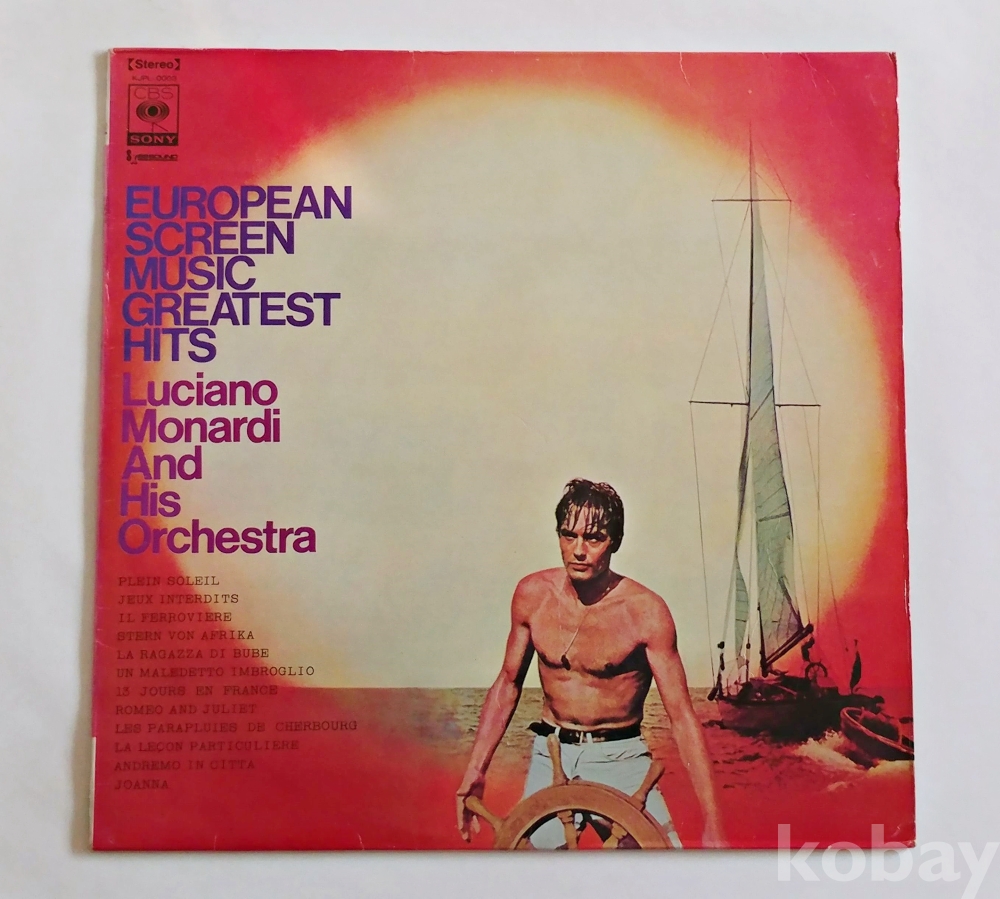 【Stereo】
CBS
SONY
EUROPEAN
SCREEN
MUSIC
GREATEST
HITS
Luciano
Monardi
And
His
Orchestra
PLEIN SOLEIL
JEUX INTERDITS
IL FERROVIERE
STERN VON AFRIKA
LA RAGAZZA DI BUBE
UN MALEDETTO IMBROGLIO
13 JOURS EN FRANCE
ROMEO AND JULIET
LES PARAPLUIES DE CHERBOURG
LA LEÇON PARTICULIERE
ANDREMO IN CITTA
JOANNA
kobay